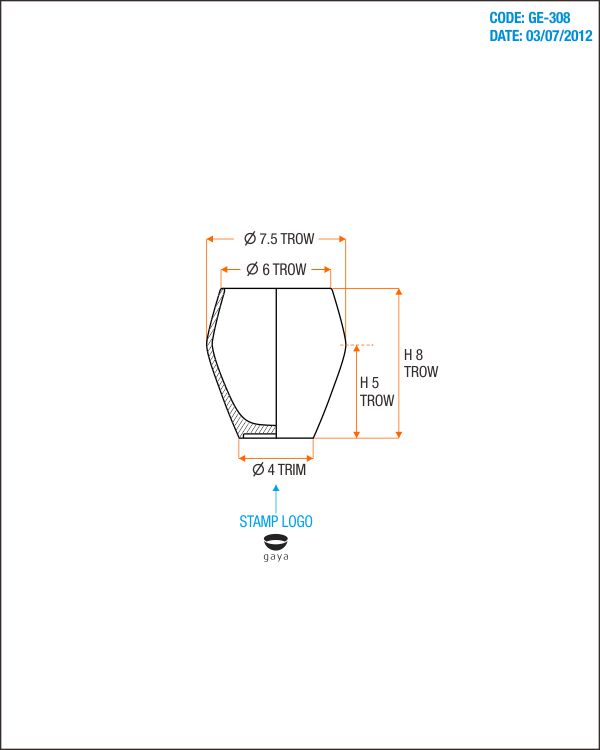 CODE: GE-308
DATE: 03/07/2012
Ø 7.5 TROW
Ø 6 TROW
H 8
TROW
H 5
TROW
Ø 4 TRIM
STAMP LOGO
gaya